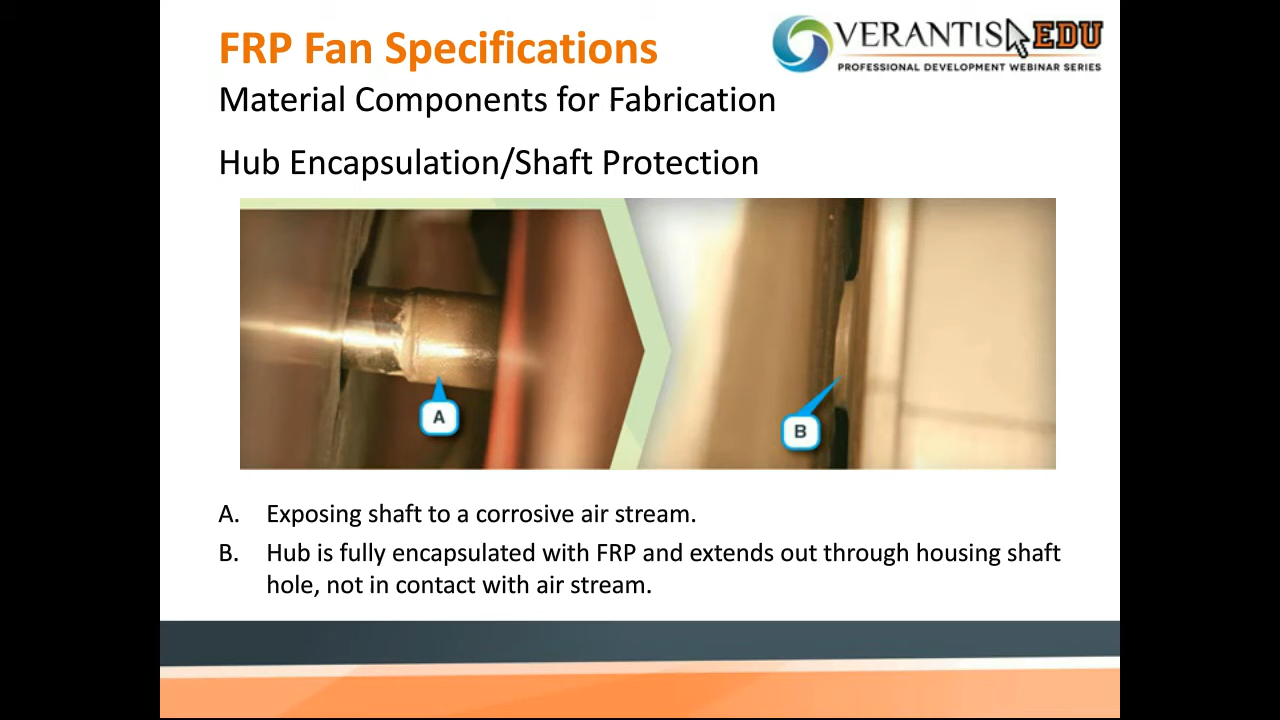 FRP Fan Specifications
VERANTIS EDU
PROFESSIONAL DEVELOPMENT WEBINAR SERIES
Material Components for Fabrication
Hub Encapsulation/Shaft Protection
A
B
A. Exposing shaft to a corrosive air stream.
B. Hub is fully encapsulated with FRP and extends out through housing shaft
hole, not in contact with air stream.